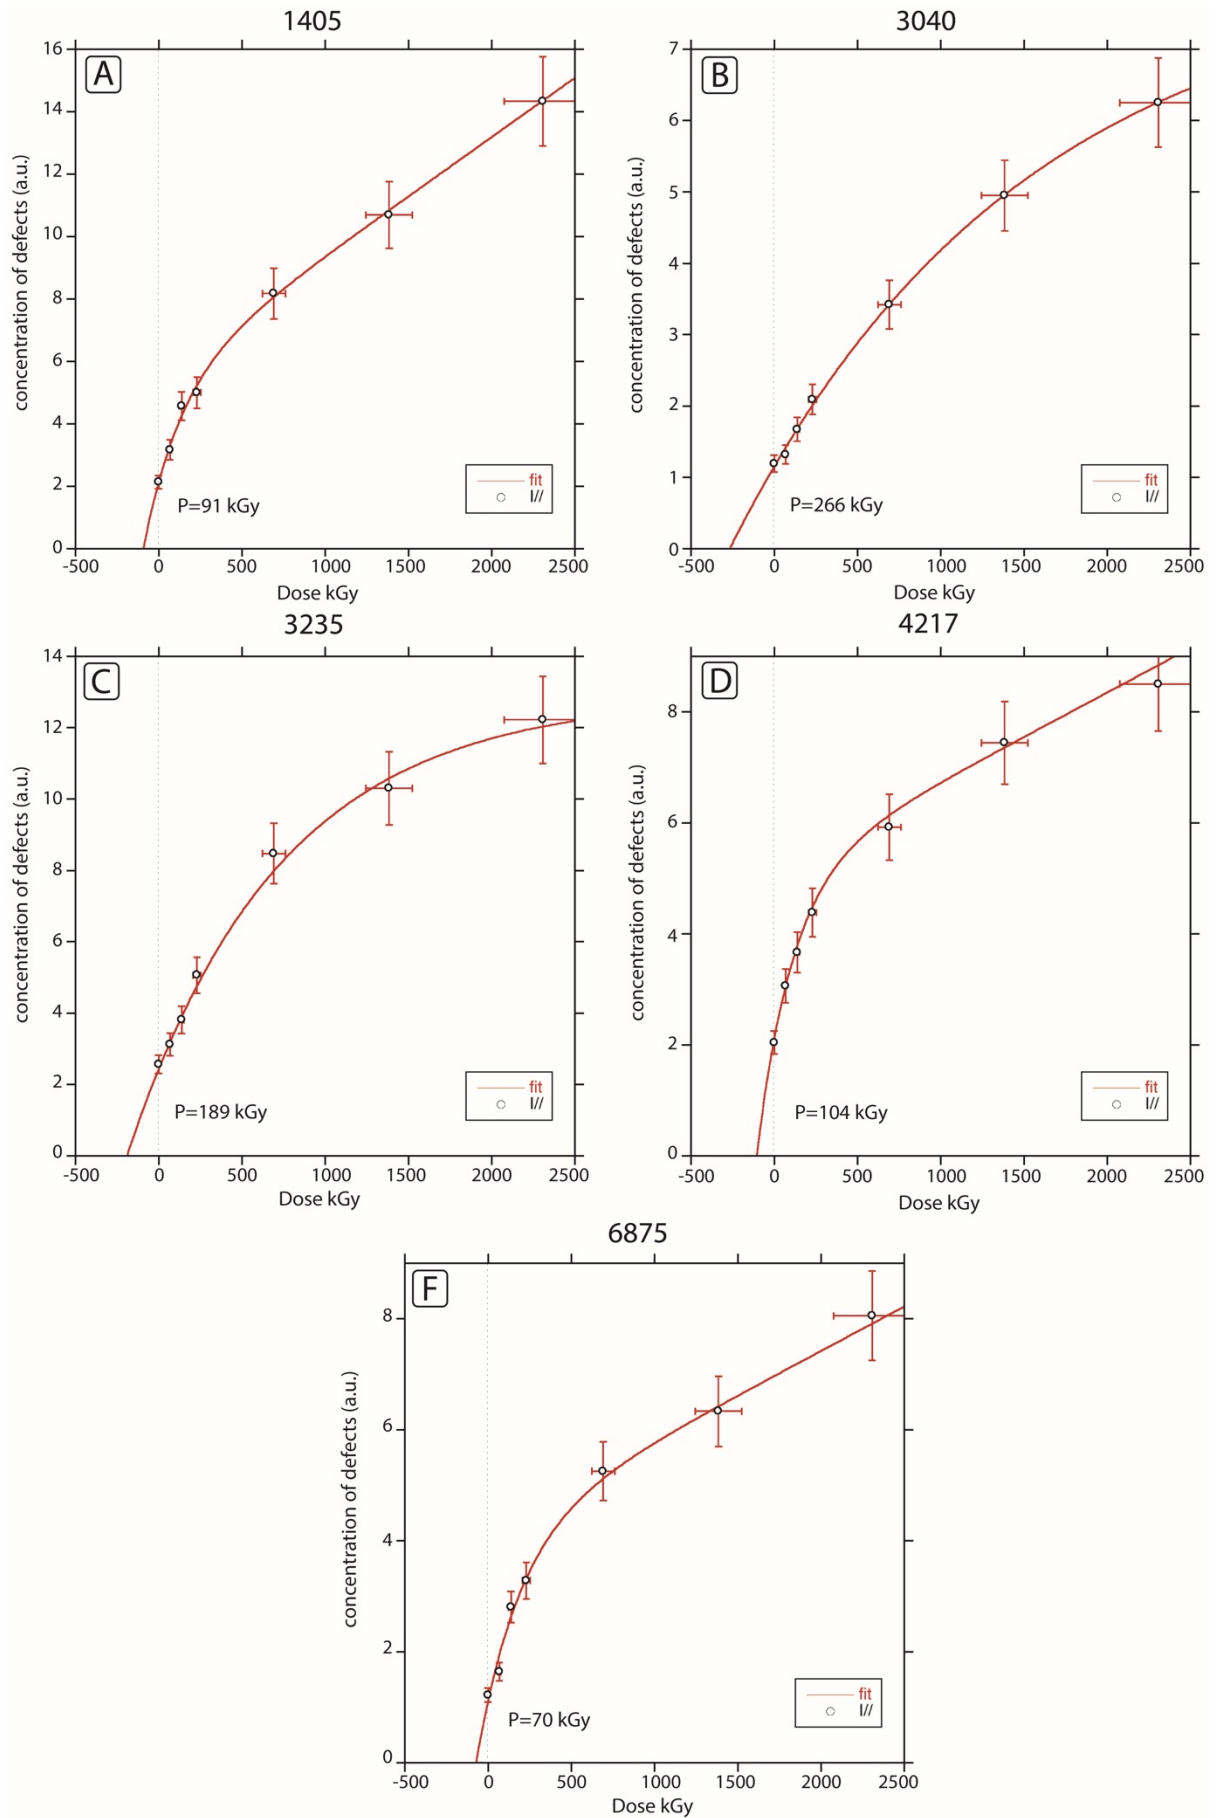 1405
A
16
14
12
10
8
6
4
2
0
concentration of defects (a.u.)
P=91 kGy
fit
I//
-500 0 500 1000 1500 2000 2500
Dose kGy
3040
B
7
6
5
4
3
2
1
0
concentration of defects (a.u.)
P=266 kGy
fit
I//
-500 0 500 1000 1500 2000 2500
Dose kGy
3235
C
14
12
10
8
6
4
2
0
concentration of defects (a.u.)
P=189 kGy
fit
I//
-500 0 500 1000 1500 2000 2500
Dose kGy
4217
D
8
6
4
2
0
concentration of defects (a.u.)
P=104 kGy
fit
I//
-500 0 500 1000 1500 2000 2500
Dose kGy
6875
F
8
6
4
2
0
concentration of defects (a.u.)
P=70 kGy
fit
I//
-500 0 500 1000 1500 2000 2500
Dose kGy